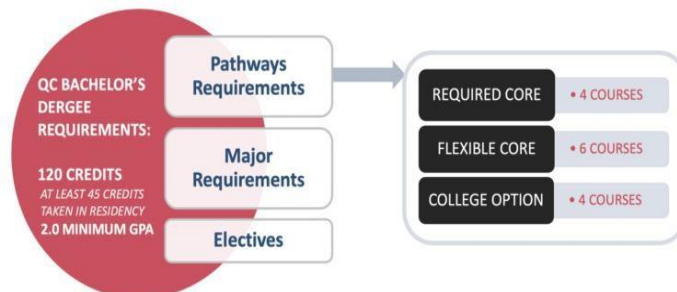 QC BACHELOR'S
DERGEE
REQUIREMENTS:
120 CREDITS
AT LEAST 45 CREDITS
TAKEN IN RESIDENCY
2.0 MINIMUM GPA
Pathways
Requirements
Major
Requirements
Electives
REQUIRED CORE
• 4 COURSES
FLEXIBLE CORE
• 6 COURSES
COLLEGE OPTION
• 4 COURSES